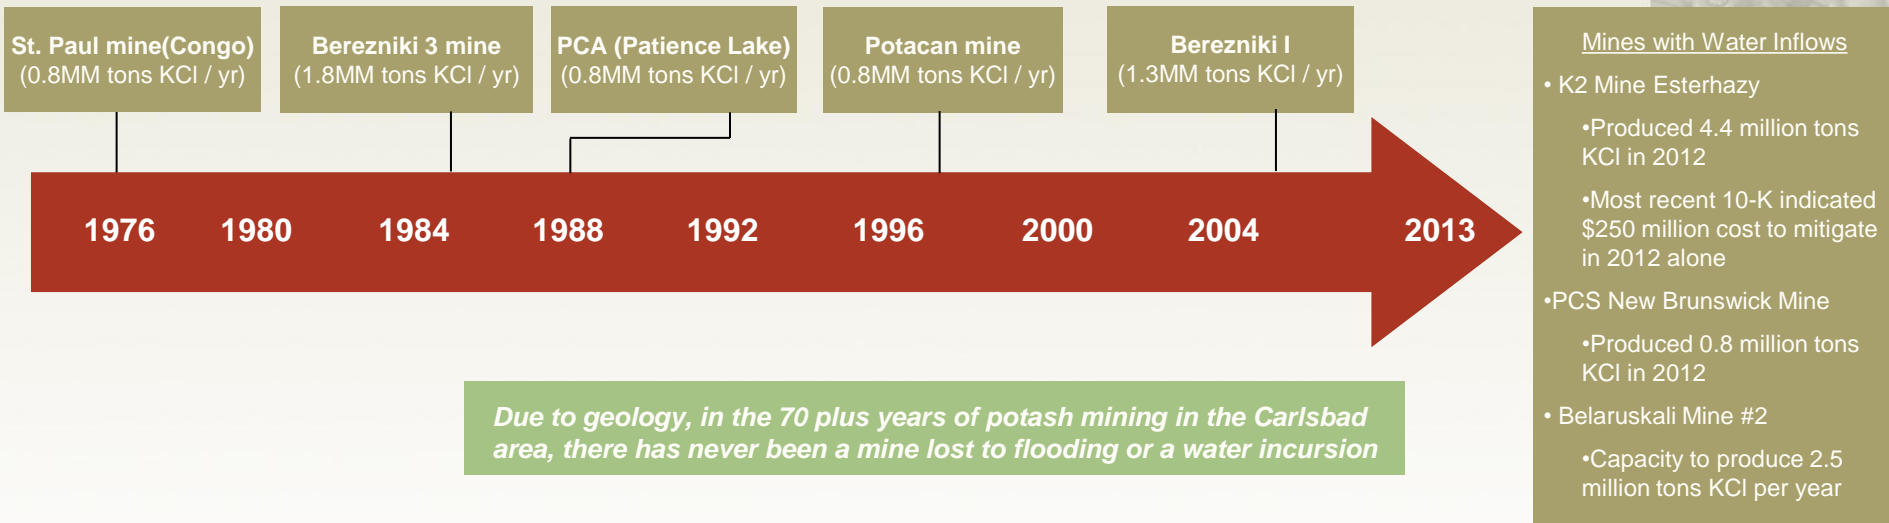 St. Paul mine(Congo)
(0.8MM tons KCl / yr)
Berezniki 3 mine
(1.8MM tons KCl / yr)
PCA (Patience Lake)
(0.8MM tons KCl / yr)
Potacan mine
(0.8MM tons KCl / yr)
Berezniki I
(1.3MM tons KCl / yr)
1976 1980 1984 1988 1992 1996 2000 2004 2013
Due to geology, in the 70 plus years of potash mining in the Carlsbad
area, there has never been a mine lost to flooding or a water incursion
Mines with Water Inflows
• K2 Mine Esterhazy
•Produced 4.4 million tons
KCl in 2012
•Most recent 10-K indicated
$250 million cost to mitigate
in 2012 alone
•PCS New Brunswick Mine
•Produced 0.8 million tons
KCl in 2012
• Belaruskali Mine #2
•Capacity to produce 2.5
million tons KCl per year